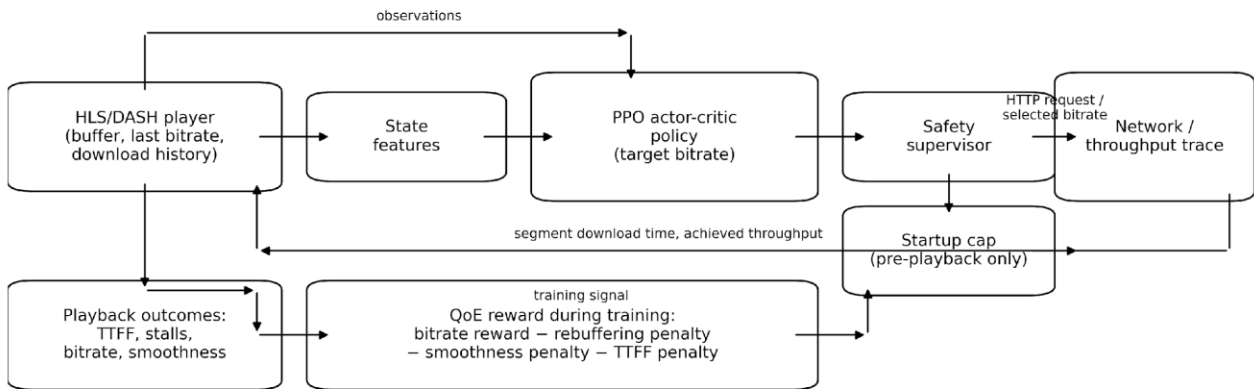 observations
HLS/DASH player
(buffer, last bitrate,
download history)
State
features
PPO actor-critic
policy
(target bitrate)
Safety
supervisor
HTTP request /
selected bitrate
Network /
throughput trace
segment download time, achieved throughput
Startup cap
(pre-playback only)
Playback outcomes:
TTFF, stalls,
bitrate, smoothness
training signal
QoE reward during training:
bitrate reward − rebuffering penalty
− smoothness penalty − TTFF penalty